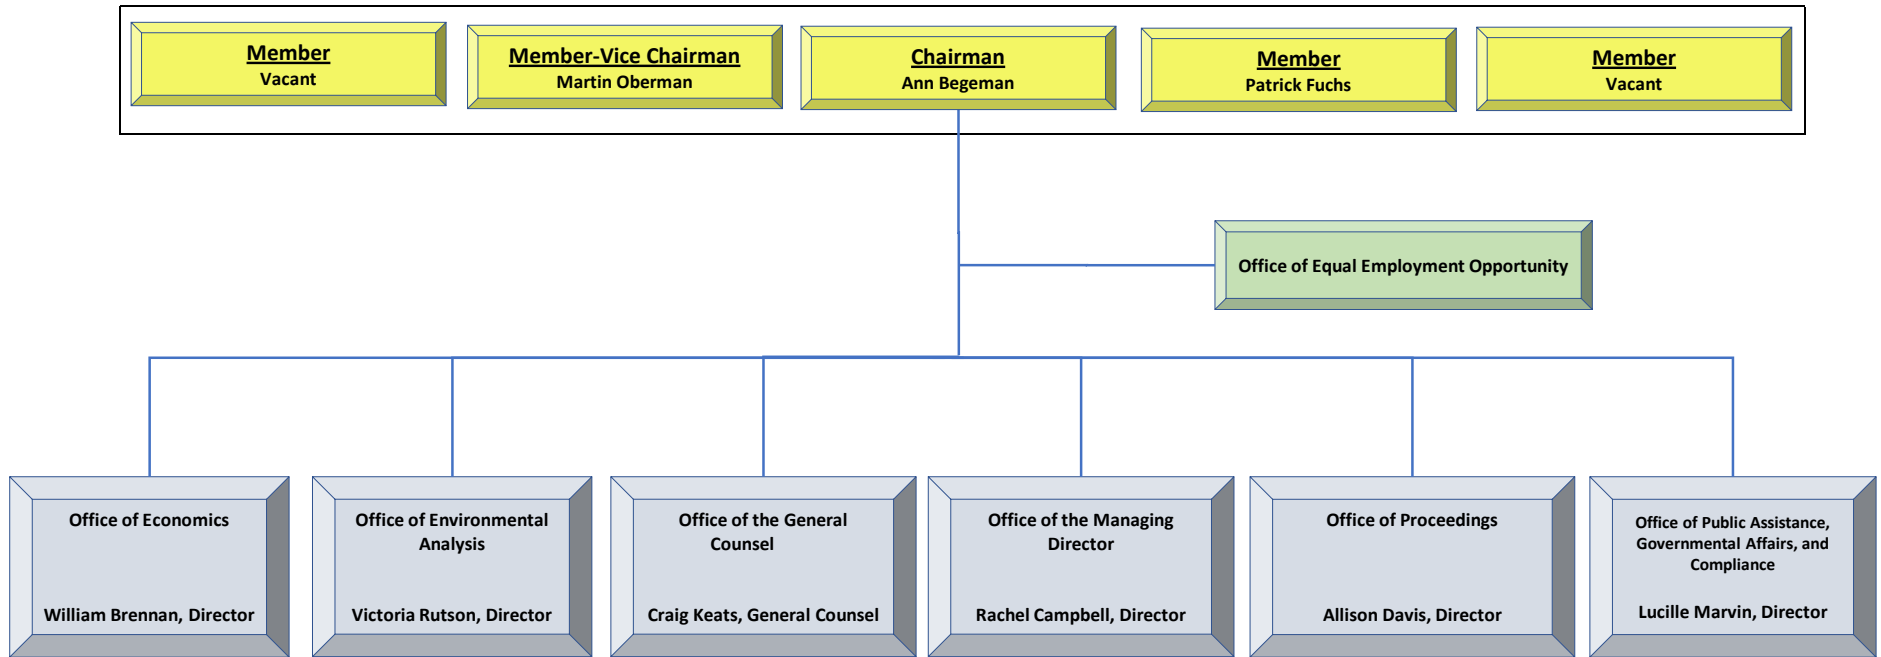 Member
Vacant
Member-Vice Chairman
Martin Oberman
Chairman
Ann Begeman
Member
Patrick Fuchs
Member
Vacant
Office of Equal Employment Opportunity
Office of Economics
William Brennan, Director
Office of Environmental
Analysis
Victoria Rutson, Director
Office of the General
Counsel
Craig Keats, General Counsel
Office of the Managing
Director
Rachel Campbell, Director
Office of Proceedings
Allison Davis, Director
Office of Public Assistance,
Governmental Affairs, and
Compliance
Lucille Marvin, Director